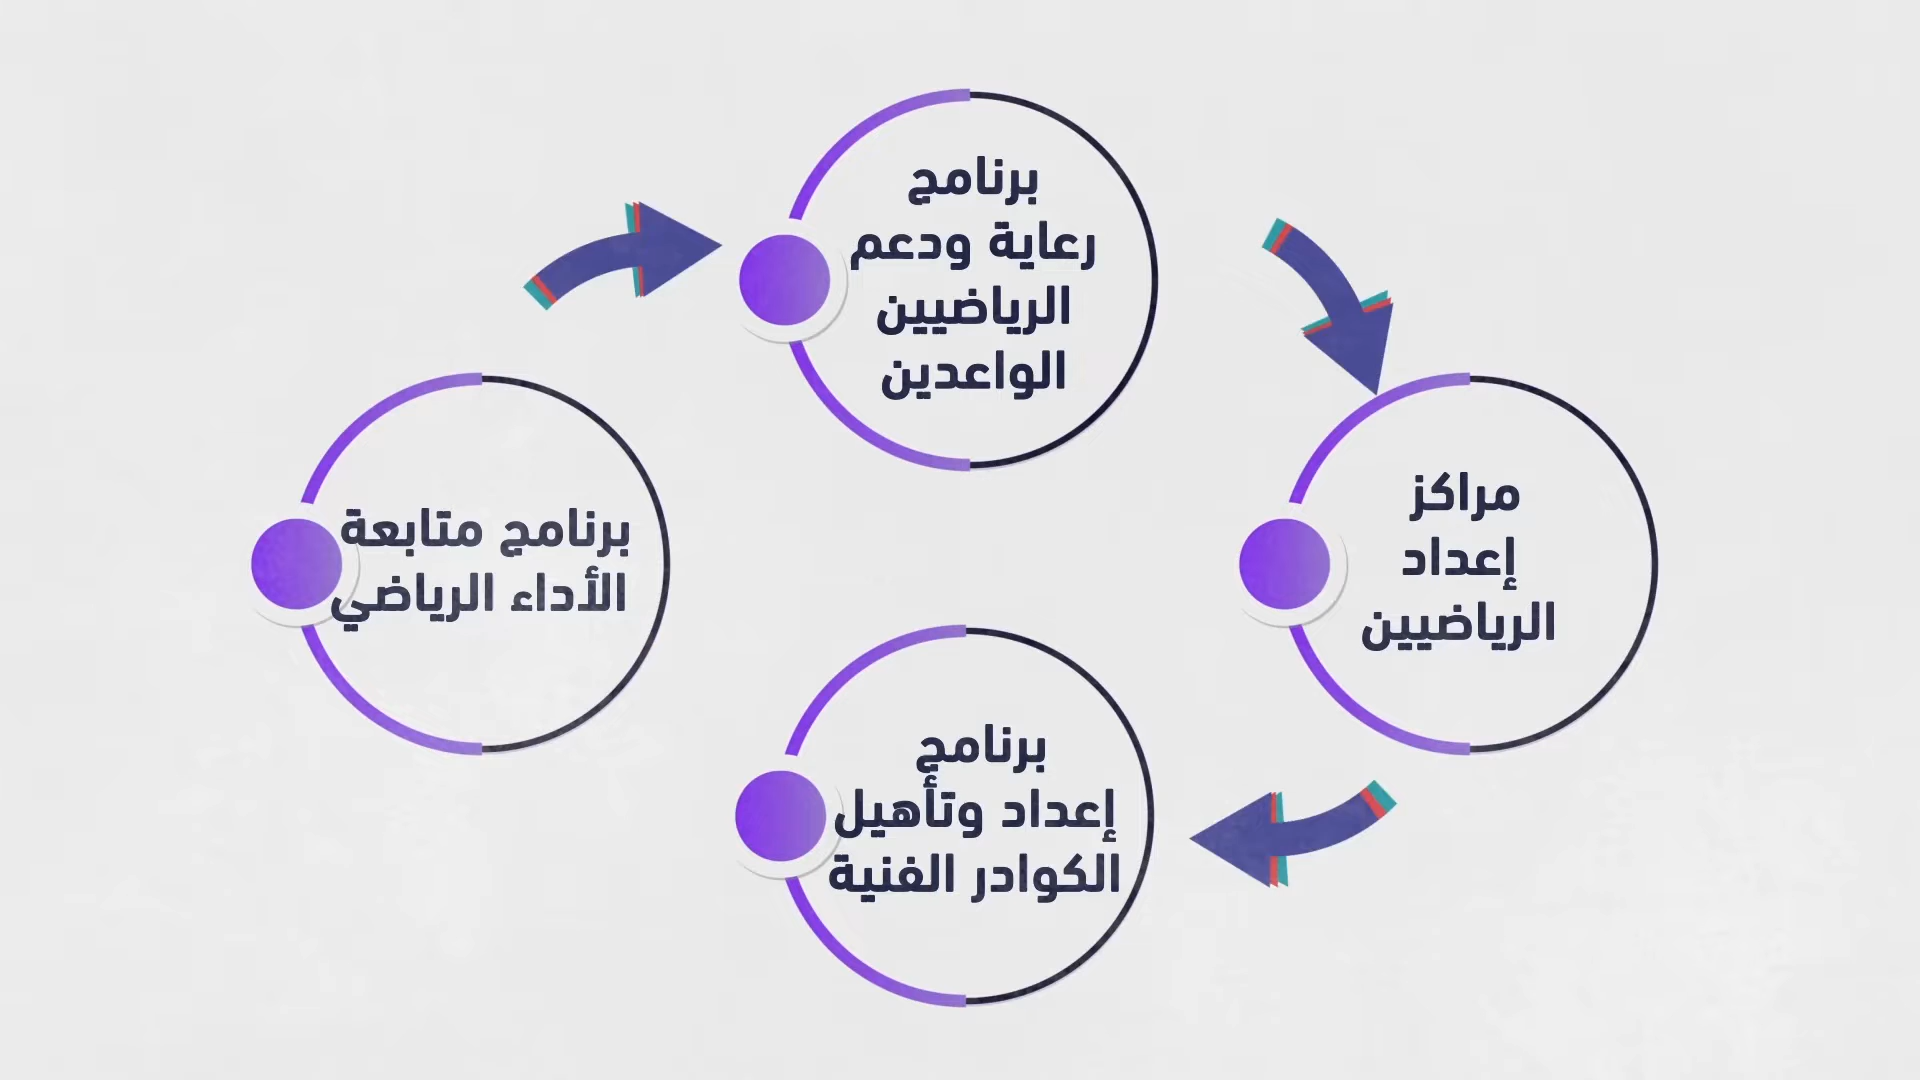 برنامج
رعاية ودعم
الرياضيين
الواعدين
مراكز
إعداد
الرياضيين
برنامج
إعداد وتأهيل
الكوادر الفنية
برنامج متابعة
الأداء الرياضي